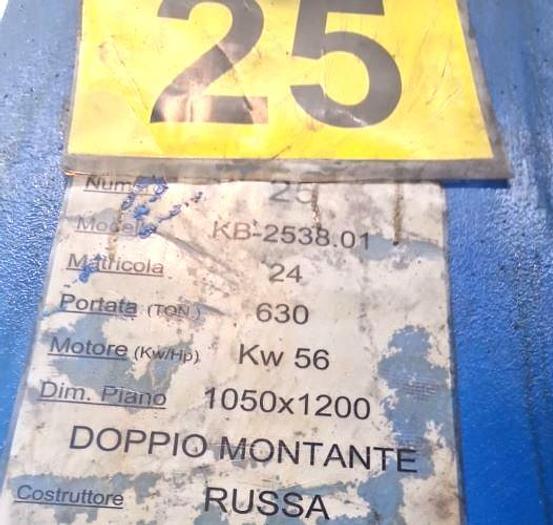 25
Num 25
Modello KB-2538.01
Matricola 24
Portata (TON.) 630
Motore (Kw/Hp) Kw 56
Dim. Piano 1050x1200
DOPPIO MONTANTE
Costruttore RUSSA